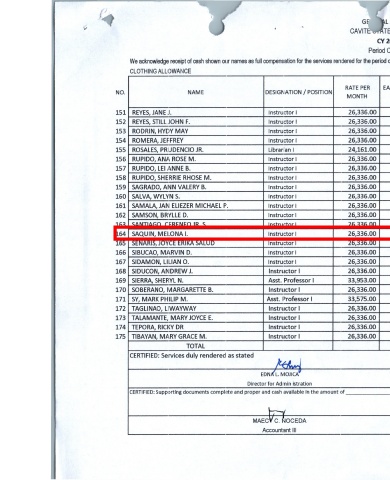 GE
CAVITE STATE
CY 2
Period C
We acknowledge receipt of cash shown our names as full compensation for the services rendered for the period o
CLOTHING ALLOWANCE
NO. NAME DESIGNATION / POSITION RATE PER MONTH EA
151 REYES, JANE J. Instructor I 26,336.00
152 REYES, STILL JOHN F. Instructor I 26,336.00
153 RODRIN, HYDY MAY Instructor I 26,336.00
154 ROMERA, JEFFREY Instructor I 26,336.00
155 ROSALES, PRUDENCIO JR. Librarian I 24,161.00
156 RUPIDO, ANA ROSE M. Instructor I 26,336.00
157 RUPIDO, LEI ANNE B. Instructor I 26,336.00
158 RUPIDO, SHERRIE RHOSE M. Instructor I 26,336.00
159 SAGRADO, ANN VALERY B. Instructor I 26,336.00
160 SALVA, WYLYN S. Instructor I 26,336.00
161 SAMALA, JAN ELIEZER MICHAEL P. Instructor I 26,336.00
162 SAMSON, BRYLLE D. Instructor I 26,336.00
163 SANTIAGO, CEBENEO JR. S. Instructor I 26,336.00
164 SAQUIN, MELONA I. Instructor I 26,336.00
165 SENARIS, JOYCE ERIKA SALUD Instructor I 26,336.00
166 SIBUCAO, MARVIN D. Instructor I 26,336.00
167 SIDAMON, LILIAN O. Instructor I 26,336.00
168 SIDUCON, ANDREW J. Instructor I 26,336.00
169 SIERRA, SHERYL N. Asst. Professor I 33,953.00
170 SOBERANO, MARGARETTE B. Instructor I 26,336.00
171 SY, MARK PHILIP M. Asst. Professor I 33,575.00
172 TAGLINAO, LI'WAYWAY Instructor I 26,336.00
173 TALAMANTE, MARY JOYCE E. Instructor I 26,336.00
174 TEPORA, RICKY DR Instructor I 26,336.00
175 TIBAYAN, MARY GRACE M. Instructor I 26,336.00
TOTAL
CERTIFIED: Services duly rendered as stated
EDNA L. MOJICA
Director for Administration
CERTIFIED: Supporting documents complete and proper and cash available in the amount of
MAEC C. NOCEDA
Accountant III